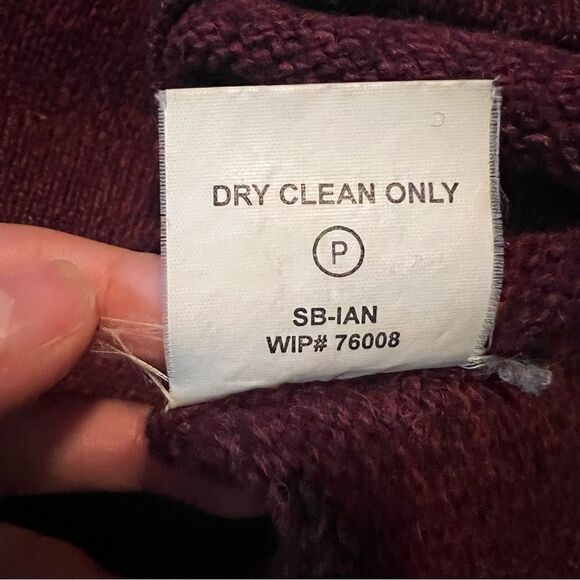 DRY CLEAN ONLY
P
SB-IAN
WIP# 76008